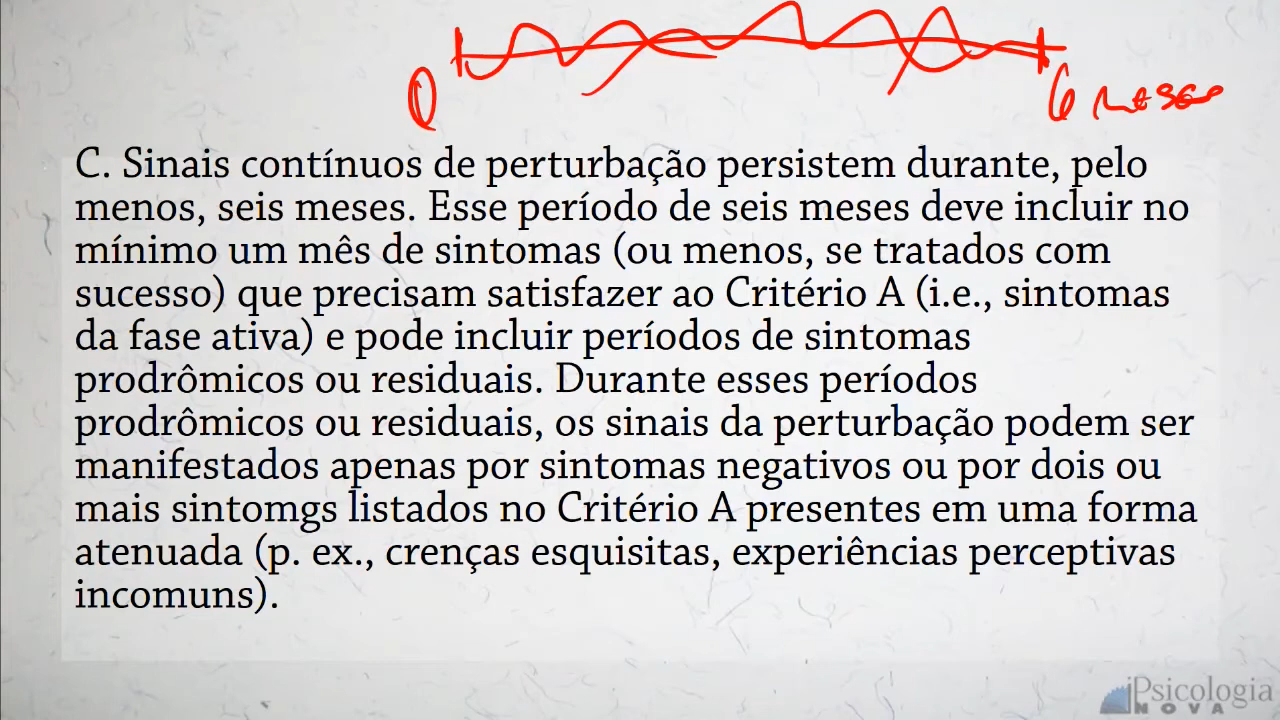 0
6 meses
C. Sinais contínuos de perturbação persistem durante, pelo
menos, seis meses. Esse período de seis meses deve incluir no
mínimo um mês de sintomas (ou menos, se tratados com
sucesso) que precisam satisfazer ao Critério A (i.e., sintomas
da fase ativa) e pode incluir períodos de sintomas
prodrômicos ou residuais. Durante esses períodos
prodrômicos ou residuais, os sinais da perturbação podem ser
manifestados apenas por sintomas negativos ou por dois ou
mais sintomgs listados no Critério A presentes em uma forma
atenuada (p. ex., crenças esquisitas, experiências perceptivas
incomuns).
Psicologia
NOVA